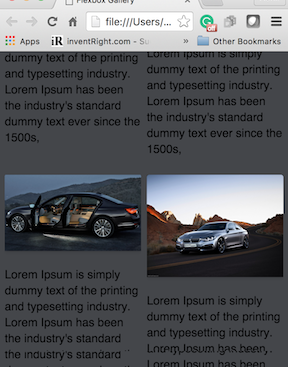 Flexbox Gallery
file:///Users/...
Off
Apps
iR
inventRight.com - Su
»
Other Bookmarks
dummy text of the printing
and typesetting industry.
Lorem Ipsum has been
the industry's standard
dummy text ever since the
1500s,
Lorem Ipsum is simply
dummy text of the printing
and typesetting industry.
Lorem Ipsum has been
the industry's standard
dummy text ever since the
1500s,
Lorem Ipsum is simply
dummy text of the printing
and typesetting industry.
Lorem Ipsum has been
the industry's standard
Lorem Ipsum is simply
dummy text of the printing
and typesetting industry.
Lorem Ipsum has been